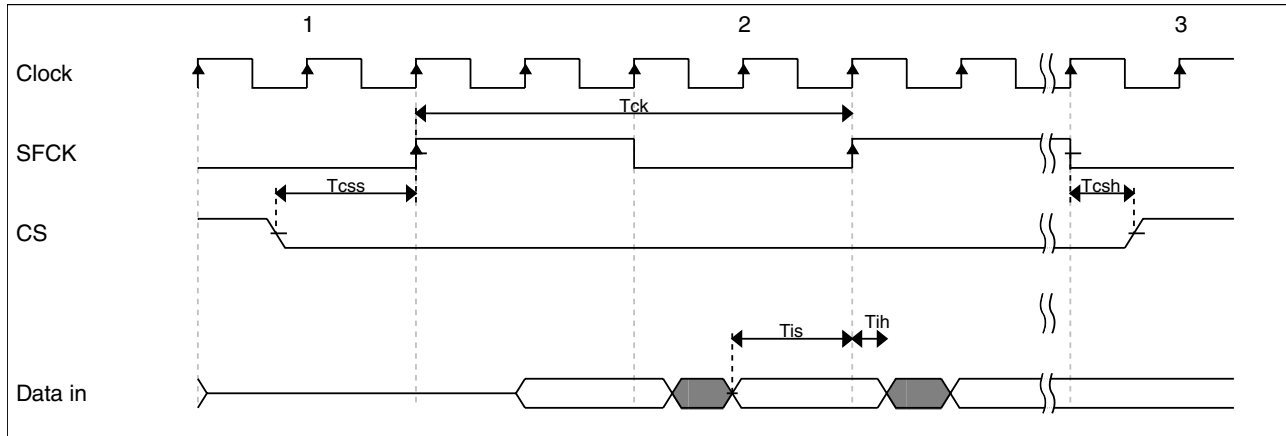 1 2 3
Clock
Tck
SFCK
Tcss Tcsh
CS
Tis Tih
Data in